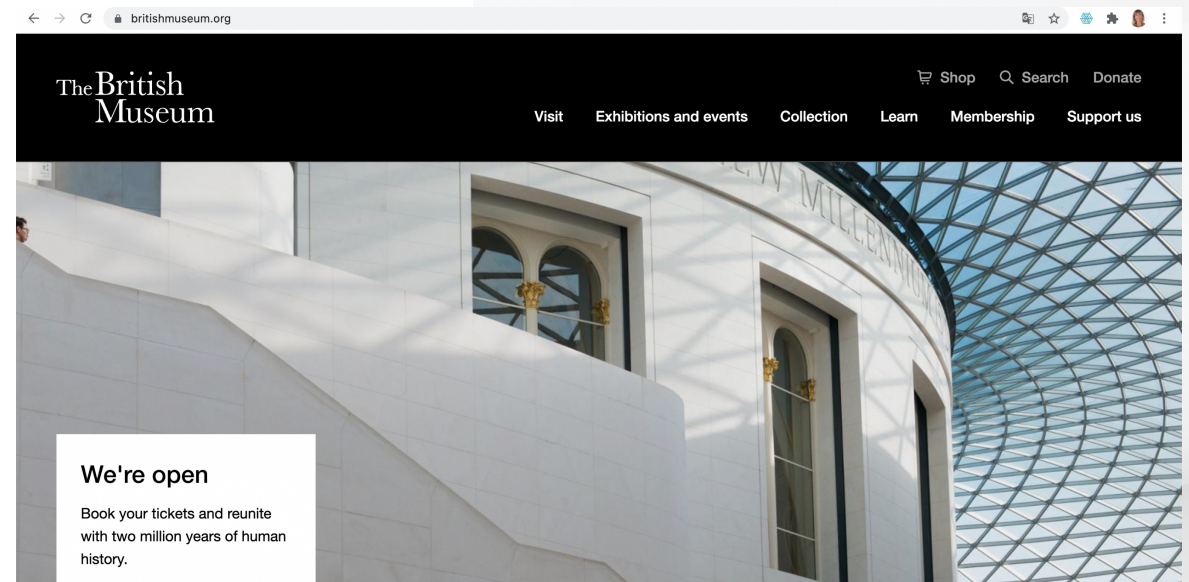 britishmuseum.org
The British
Museum
Shop Search Donate
Visit Exhibitions and events Collection Learn Membership Support us
MILLENNIU
We're open
Book your tickets and reunite
with two million years of human
history.